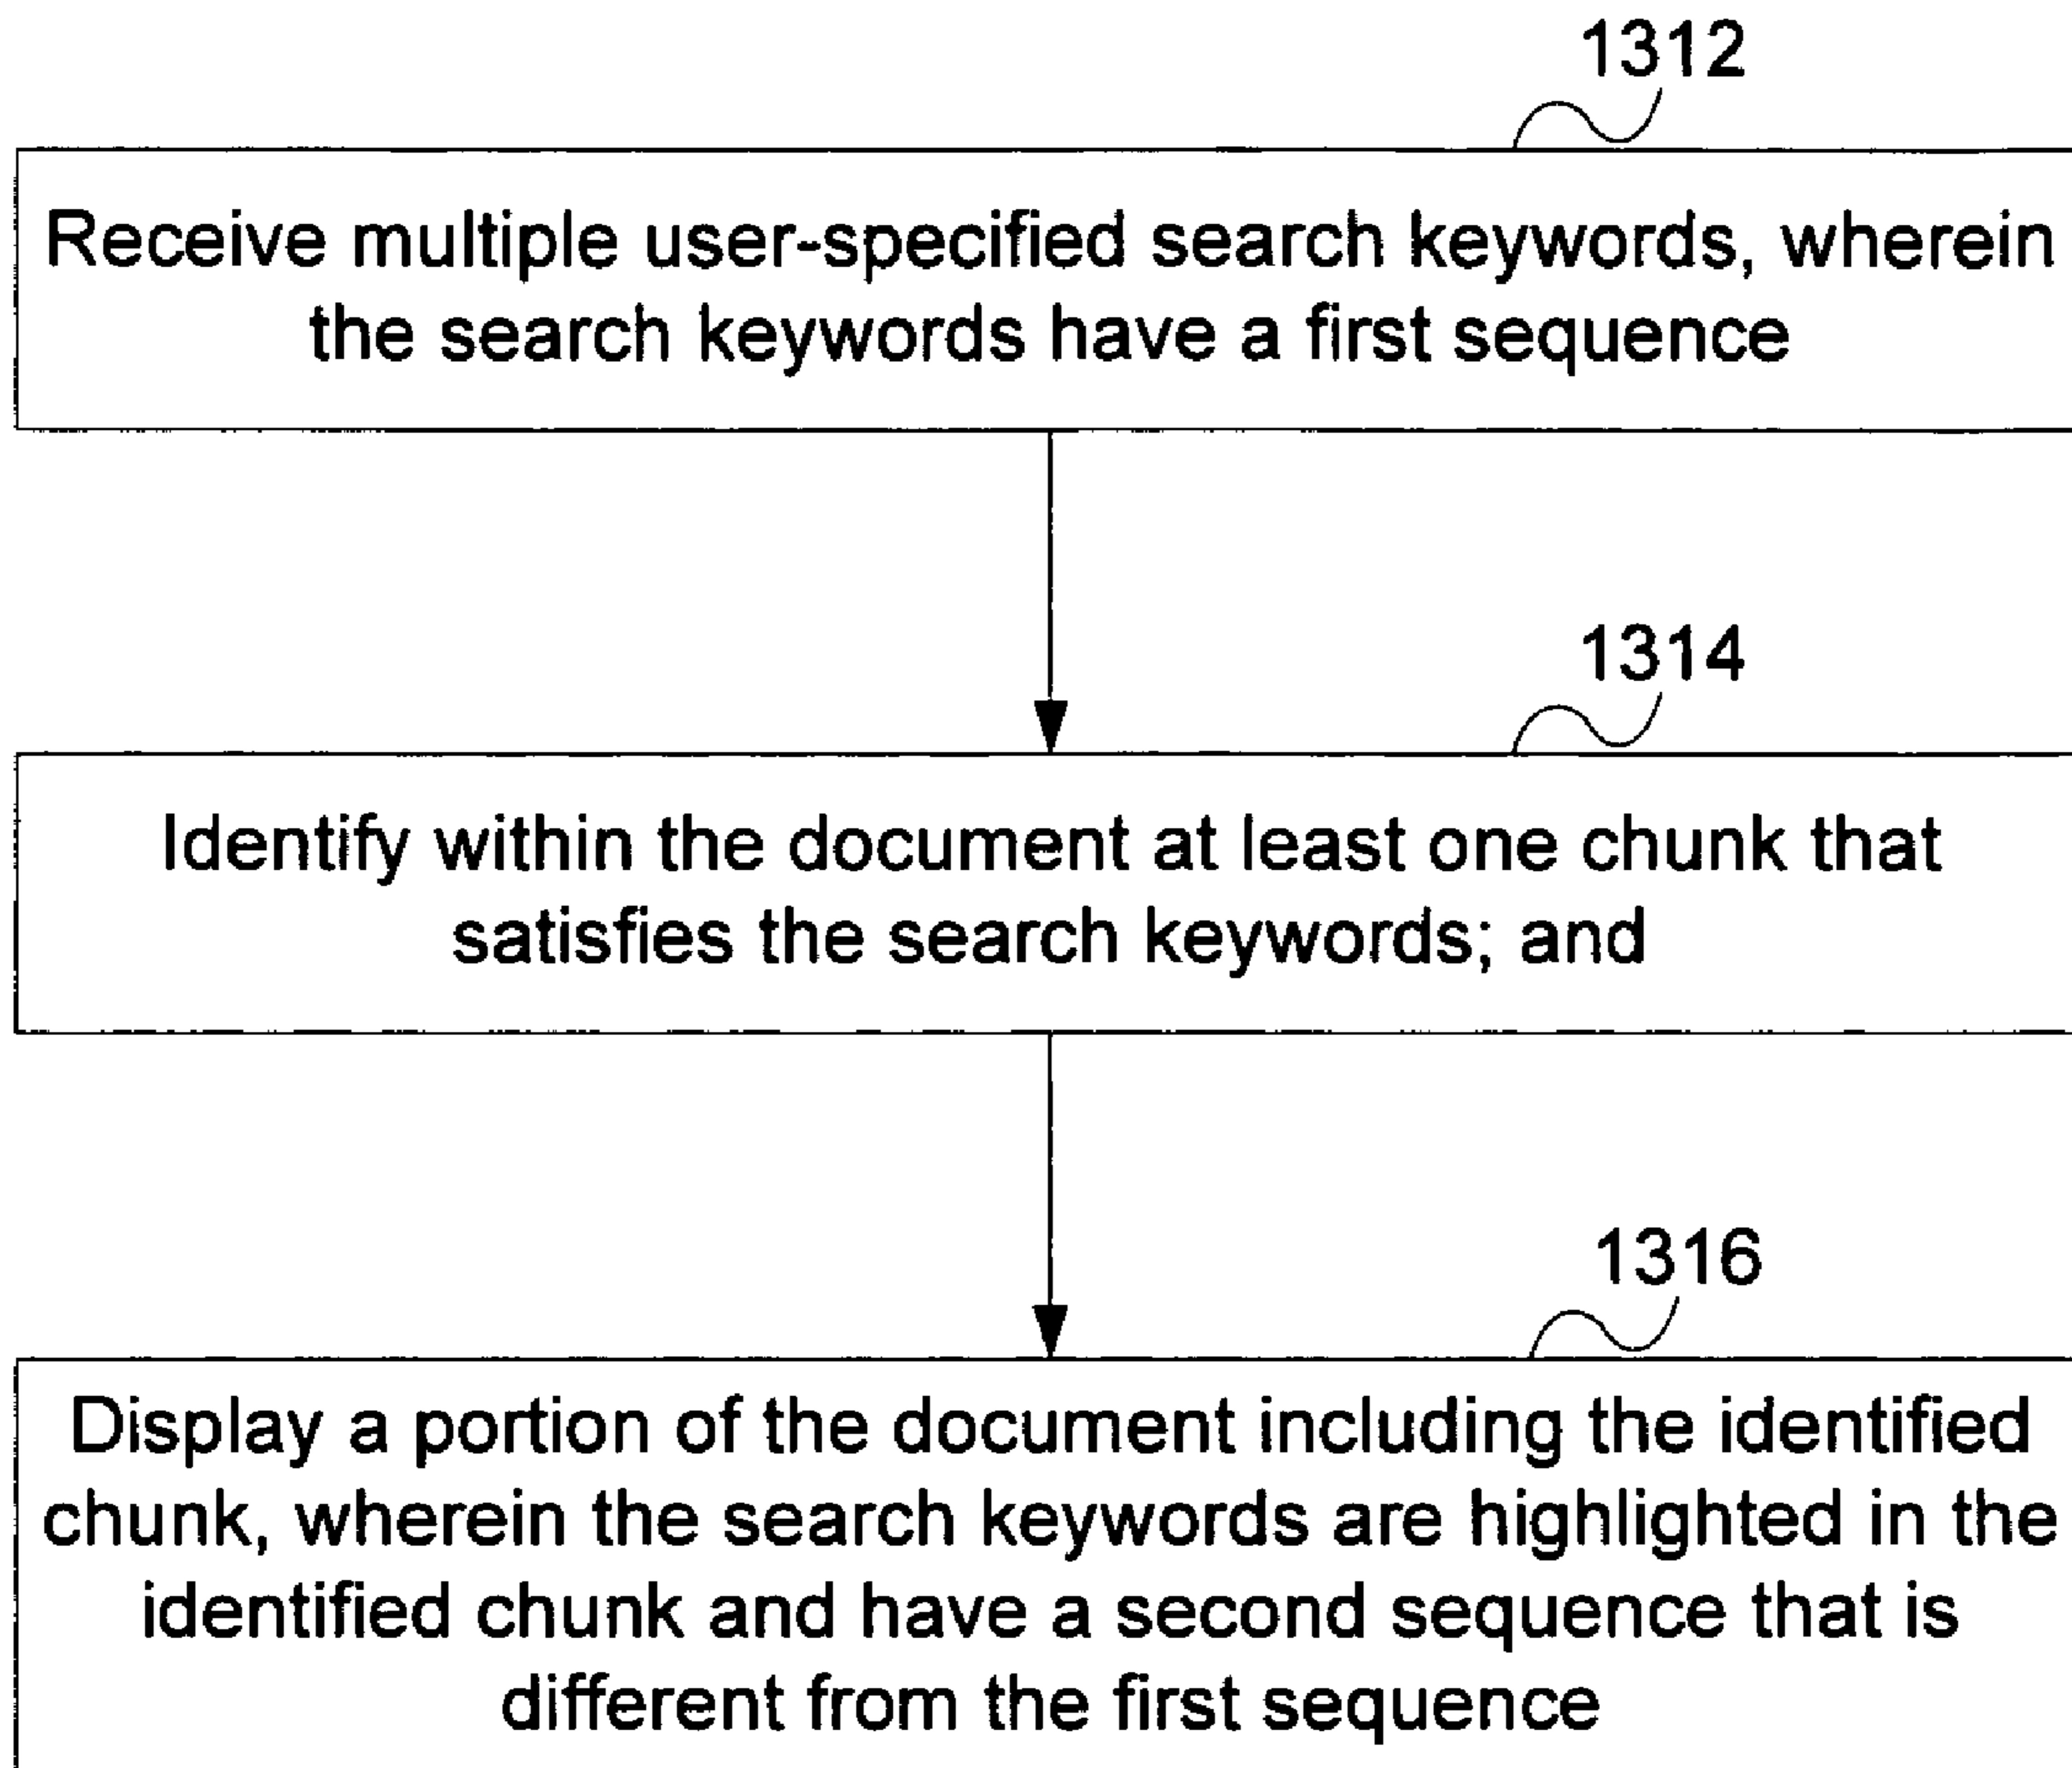 1312
Receive multiple user-specified search keywords, wherein
the search keywords have a first sequence
1314
Identify within the document at least one chunk that
satisfies the search keywords; and
1316
Display a portion of the document including the identified
chunk, wherein the search keywords are highlighted in the
identified chunk and have a second sequence that is
different from the first sequence